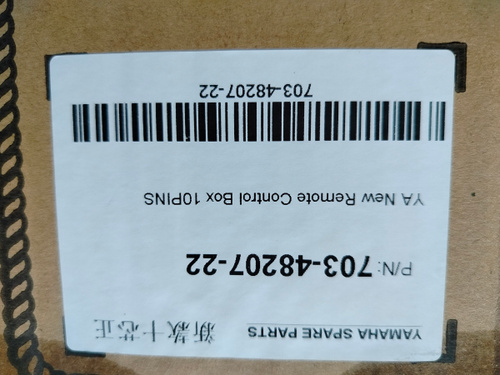 YAMAHA SPARE PARTS 新款十芯正
P/N: 703-48207-22
YA New Remote Control Box 10PINS
703-48207-22